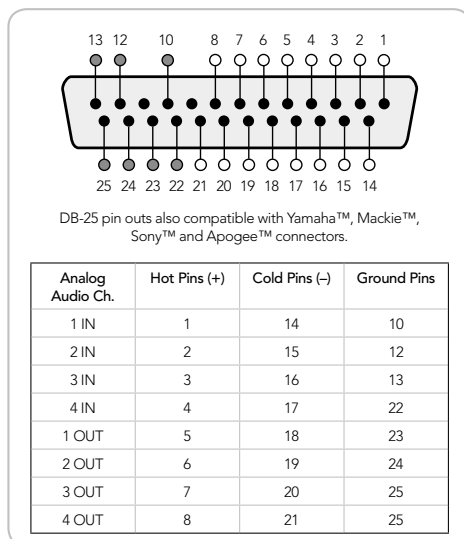 13 12 10 8 7 6 5 4 3 2 1
25 24 23 22 21 20 19 18 17 16 15 14
DB-25 pin outs also compatible with Yamaha™, Mackie™,
Sony™ and Apogee™ connectors.
Analog Audio Ch. Hot Pins (+) Cold Pins (–) Ground Pins
1 IN 1 14 10
2 IN 2 15 12
3 IN 3 16 13
4 IN 4 17 22
1 OUT 5 18 23
2 OUT 6 19 24
3 OUT 7 20 25
4 OUT 8 21 25